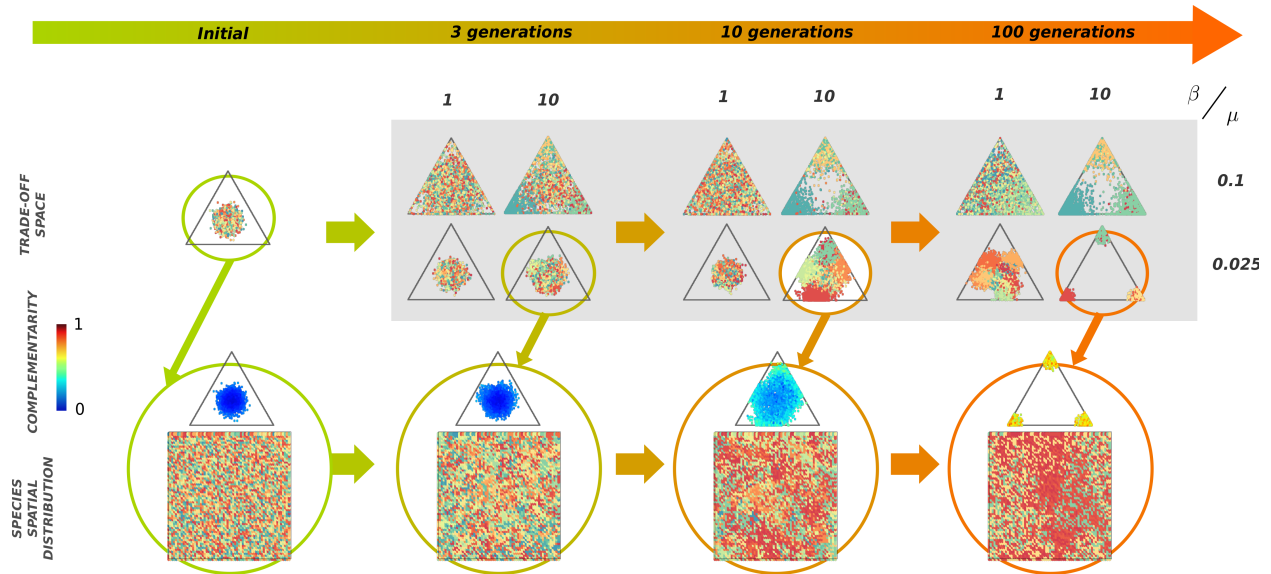 Initial
3 generations
10 generations
100 generations
1
10
1
10
1
10
β
μ
TRADE-OFF
SPACE
0.1
0.025
COMPLEMENTARITY
1
0
SPECIES
SPATIAL
DISTRIBUTION